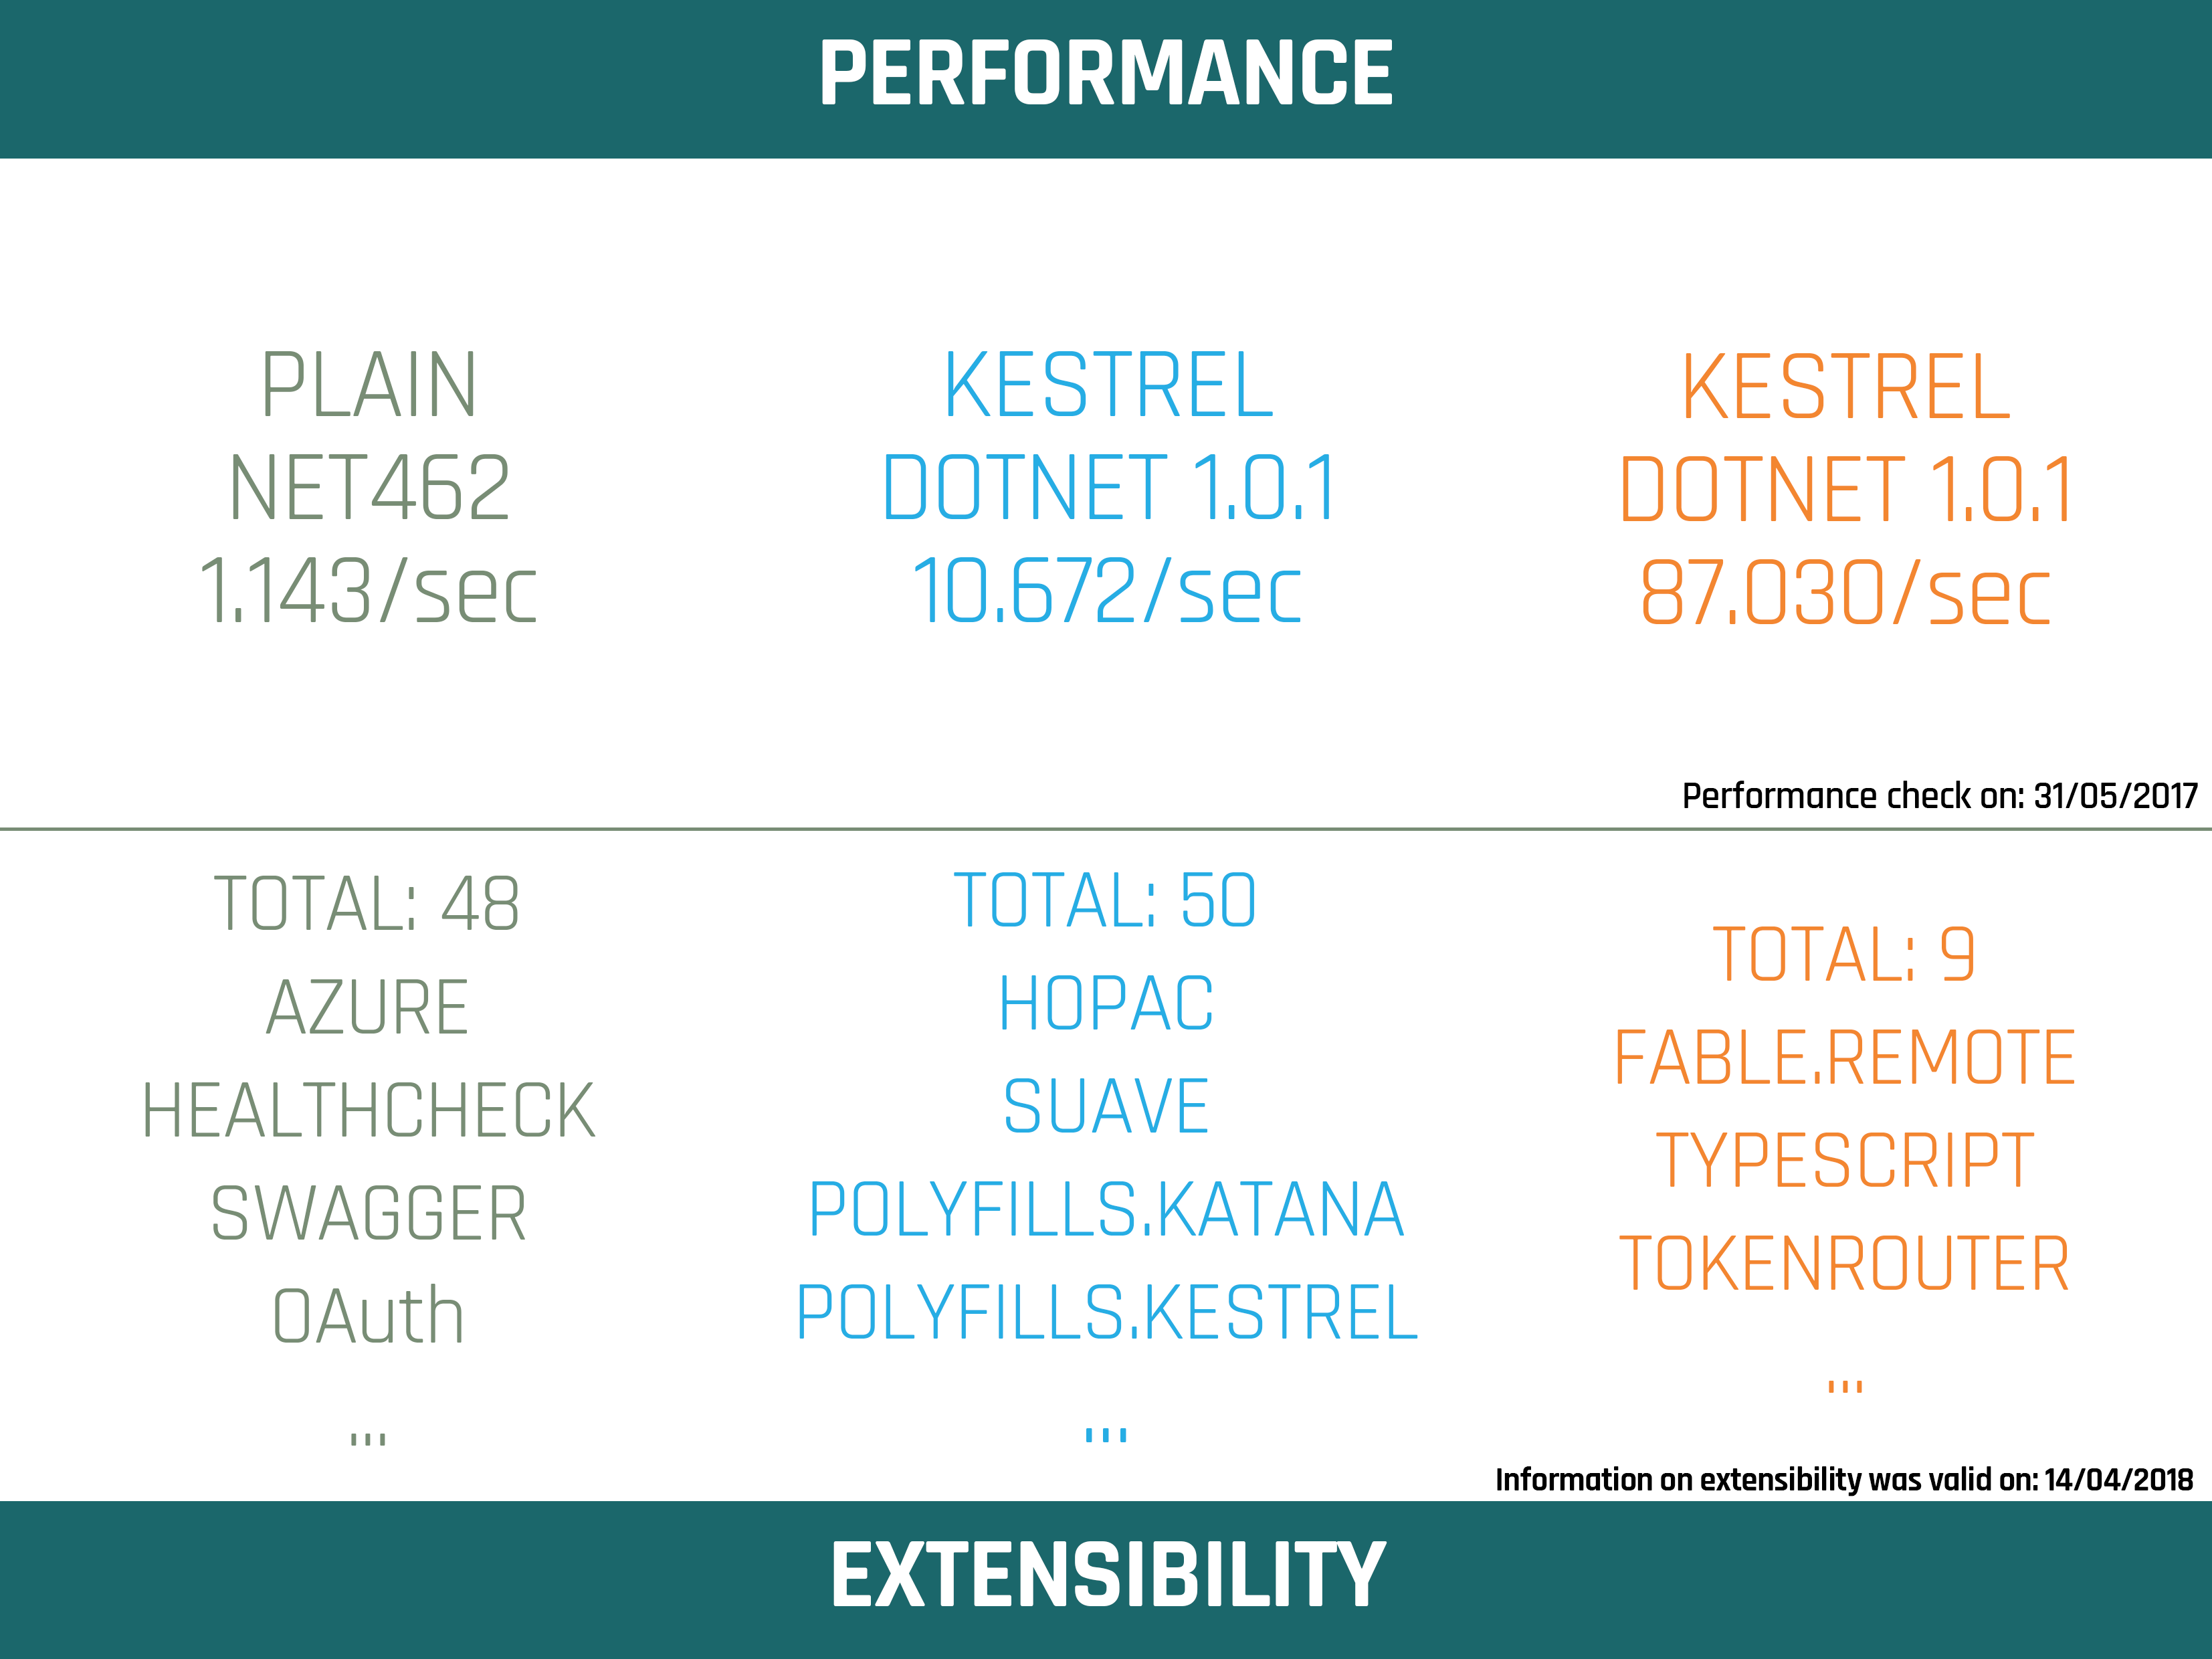 PERFORMANCE
PLAIN
NET462
1.143/sec
KESTREL
DOTNET 1.0.1
10.672/sec
KESTREL
DOTNET 1.0.1
87.030/sec
Performance check on: 31/05/2017
TOTAL: 48
AZURE
HEALTHCHECK
SWAGGER
OAuth
...
TOTAL: 50
HOPAC
SUAVE
POLYFILLS.KATANA
POLYFILLS.KESTREL
...
TOTAL: 9
FABLE.REMOTE
TYPESCRIPT
TOKENROUTER
...
Information on extensibility was valid on: 14/04/2018
EXTENSIBILITY